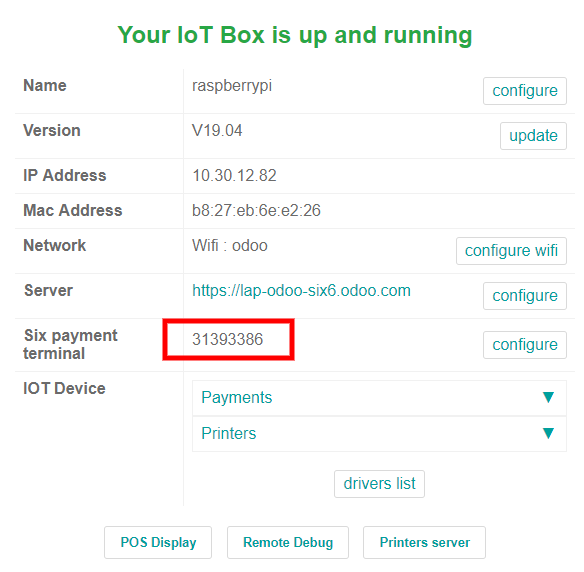 Your IoT Box is up and running
Name raspberrypi configure
Version V19.04 update
IP Address 10.30.12.82
Mac Address b8:27:eb:6e:e2:26
Network Wifi : odoo configure wifi
Server https://lap-odoo-six6.odoo.com configure
Six payment
terminal 31393386 configure
IOT Device
Payments
Printers
drivers list
POS Display Remote Debug Printers server